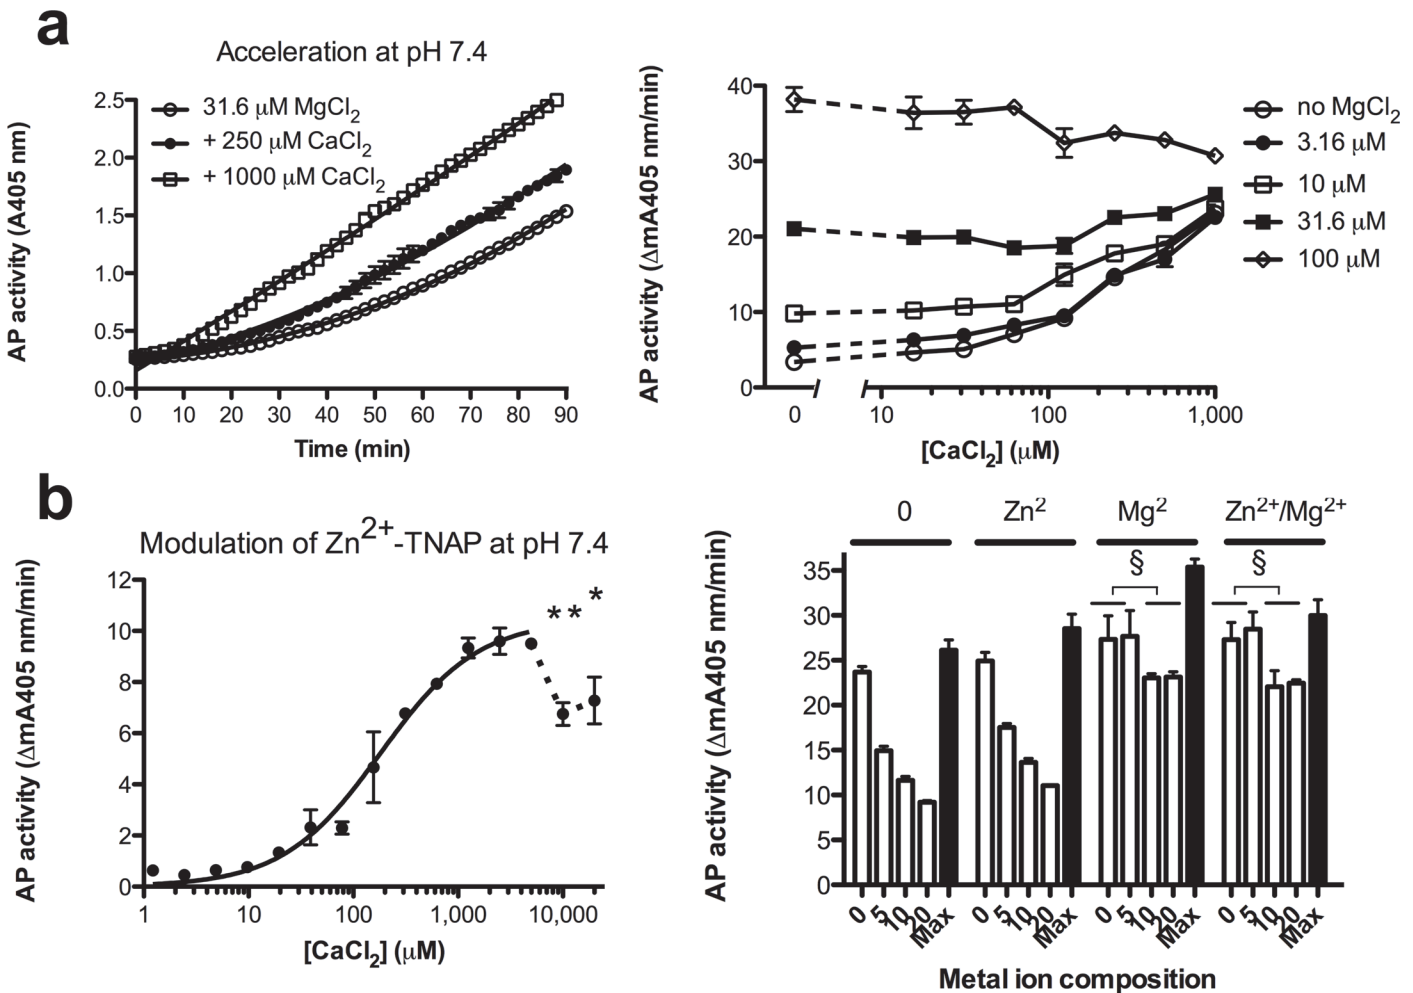 a
Acceleration at pH 7.4
AP activity (A405 nm)
2.5
2.0
1.5
1.0
0.5
0.0
31.6 μM MgCl2
+ 250 μM CaCl2
+ 1000 μM CaCl2
0 10 20 30 40 50 60 70 80 90
Time (min)
AP activity (ΔmA405 nm/min)
40
30
20
10
0
no MgCl2
3.16 μM
10 μM
31.6 μM
100 μM
0 10 100 1,000
[CaCl2] (μM)
b
Modulation of Zn2+-TNAP at pH 7.4
AP activity (ΔmA405 nm/min)
12
10
8
6
4
2
0
* * *
1 10 100 1,000 10,000
[CaCl2] (μM)
0 Zn2 Mg2 Zn2+/Mg2+
§ §
AP activity (ΔmA405 nm/min)
35
30
25
20
15
10
5
0
0 5 10 20 Max 0 5 10 20 Max 0 5 10 20 Max 0 5 10 20 Max
Metal ion composition